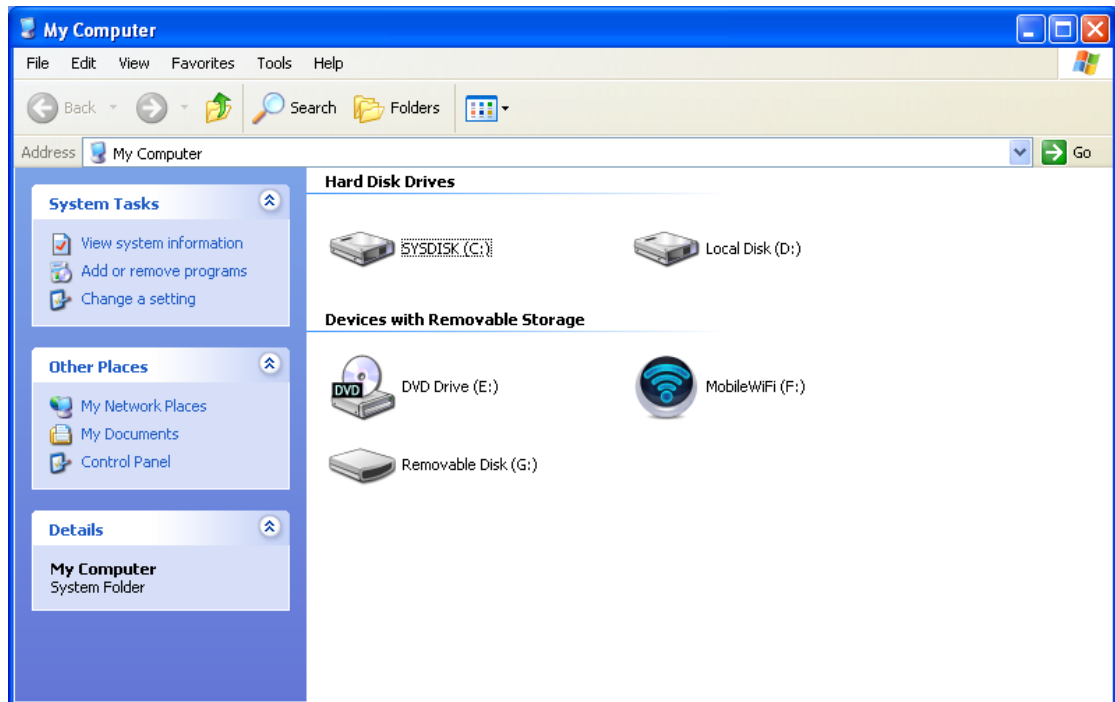 My Computer
File Edit View Favorites Tools Help
Back Search Folders
Address My Computer Go
System Tasks
View system information
Add or remove programs
Change a setting
Other Places
My Network Places
My Documents
Control Panel
Details
My Computer
System Folder
Hard Disk Drives
SYSDISK (C:) Local Disk (D:)
Devices with Removable Storage
DVD DVD Drive (E:) MobileWiFi (F:)
Removable Disk (G:)